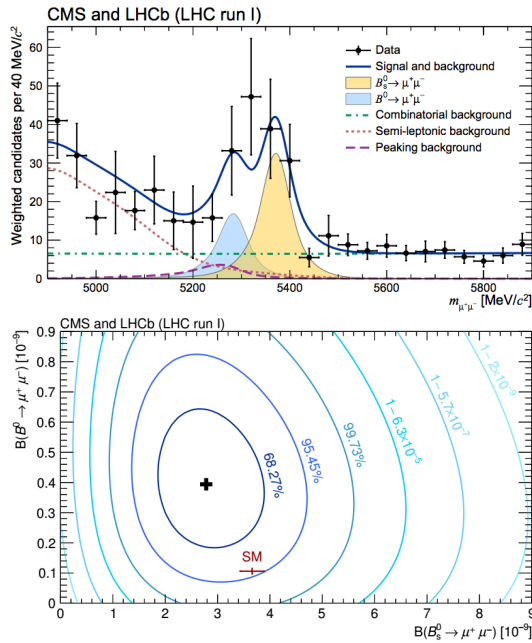 CMS and LHCb (LHC run I)
Weighted candidates per 40 MeV/c²
60
50
40
30
20
10
0
Data
Signal and background
B⁰ₛ→ μ⁺μ⁻
B⁰→ μ⁺μ⁻
Combinatorial background
Semi-leptonic background
Peaking background
5000 5200 5400 5600 5800
m_μ⁺μ⁻ [MeV/c²]
CMS and LHCb (LHC run I)
B(B⁰→ μ⁺ μ⁻) [10⁻⁹]
0.9
0.8
0.7
0.6
0.5
0.4
0.3
0.2
0.1
0
68.27%
95.45%
99.73%
1−6.3×10⁻⁵
1−5.7×10⁻⁷
1−2×10⁻⁹
SM
0 1 2 3 4 5 6 7 8 9
B(B⁰ₛ→ μ⁺ μ⁻) [10⁻⁹]